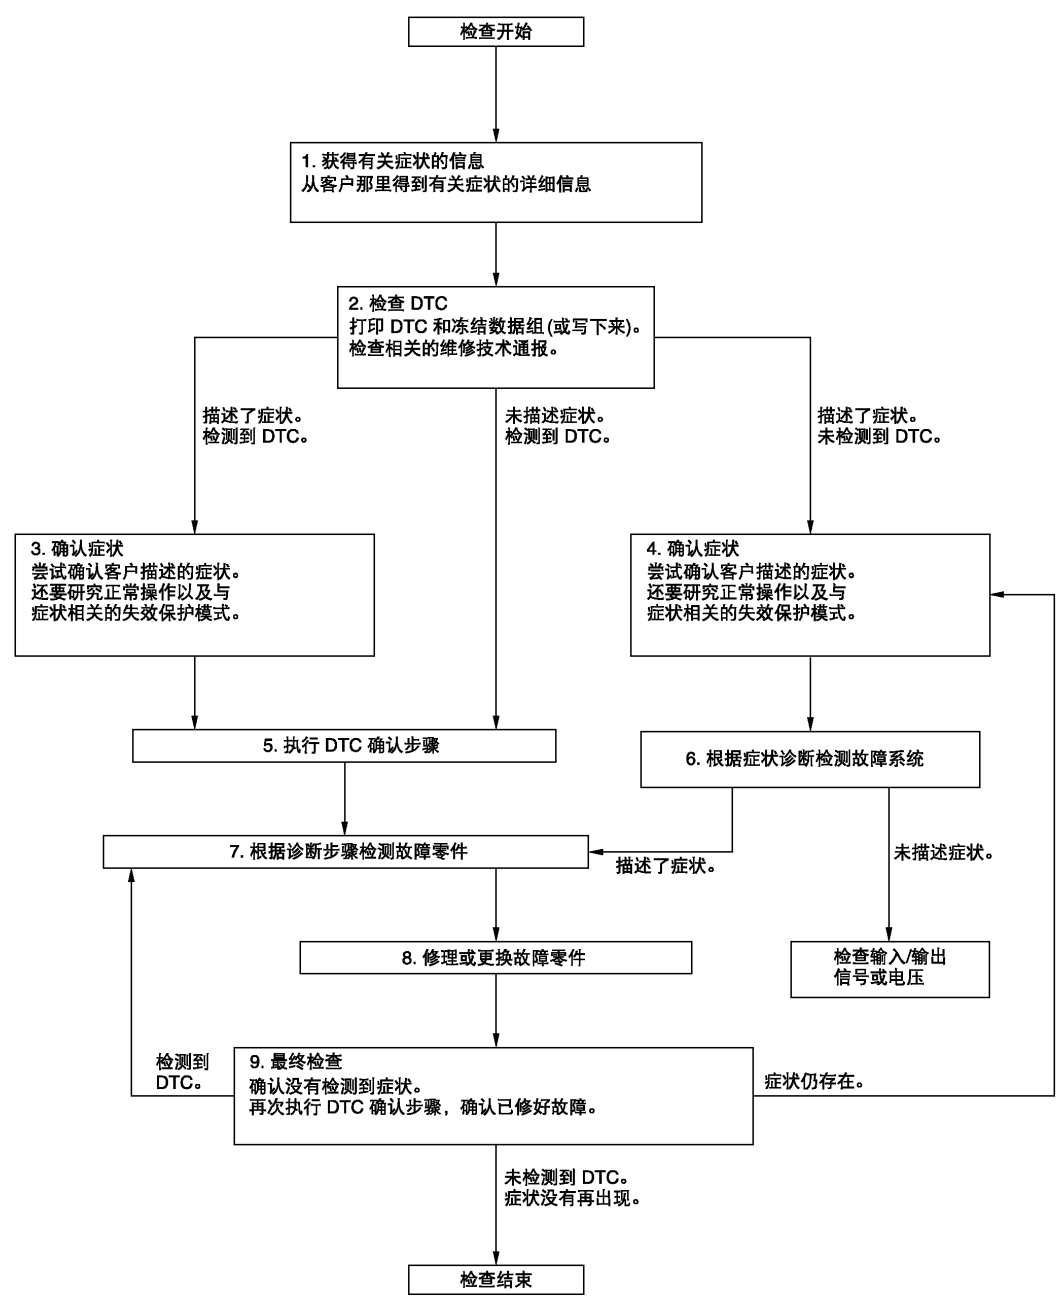 检查开始
1. 获得有关症状的信息
从客户那里得到有关症状的详细信息
2. 检查 DTC
打印 DTC 和冻结数据组 (或写下来)。
检查相关的维修技术通报。
描述了症状。
检测到 DTC。
未描述症状。
检测到 DTC。
描述了症状。
未检测到 DTC。
3. 确认症状
尝试确认客户描述的症状。
还要研究正常操作以及与
症状相关的失效保护模式。
4. 确认症状
尝试确认客户描述的症状。
还要研究正常操作以及与
症状相关的失效保护模式。
5. 执行 DTC 确认步骤
6. 根据症状诊断检测故障系统
7. 根据诊断步骤检测故障零件
描述了症状。
未描述症状。
8. 修理或更换故障零件
检查输入/输出
信号或电压
检测到
DTC。
9. 最终检查
确认没有检测到症状。
再次执行 DTC 确认步骤，确认已修好故障。
症状仍存在。
未检测到 DTC。
症状没有再出现。
检查结束